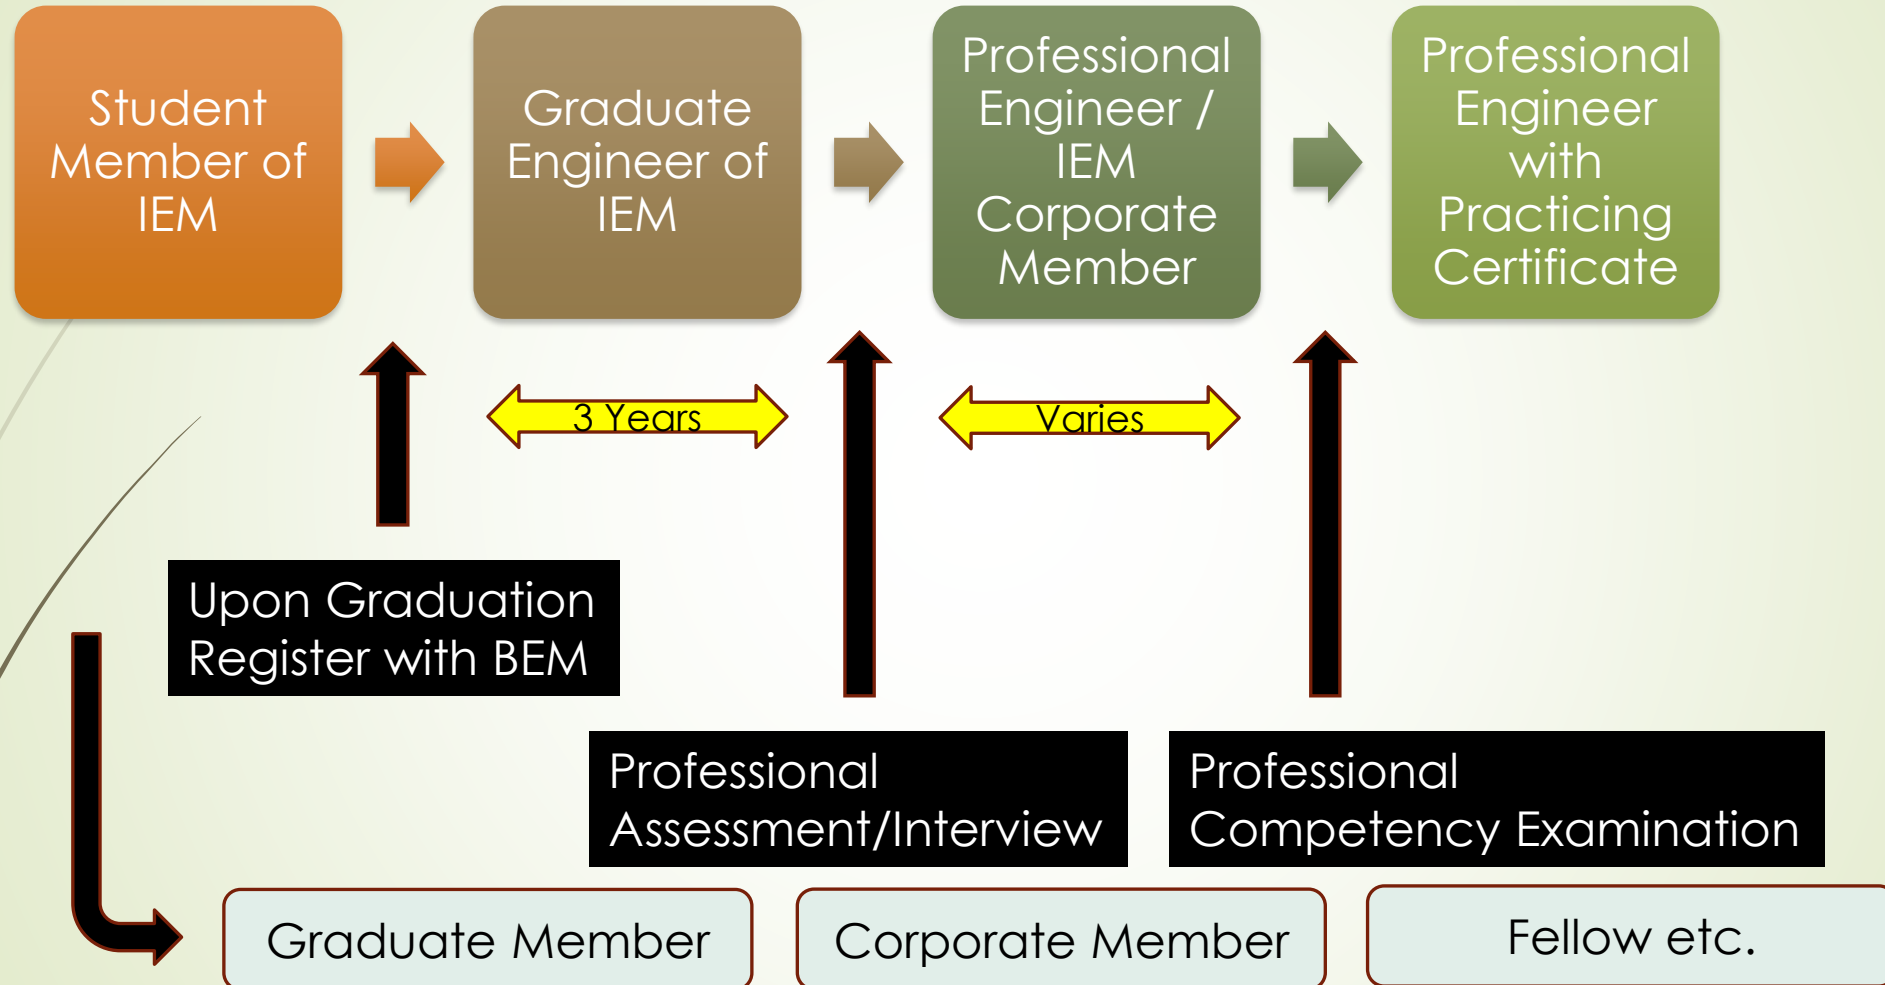 Student
Member of
IEM
Graduate
Engineer of
IEM
Professional
Engineer /
IEM
Corporate
Member
Professional
Engineer
with
Practicing
Certificate
3 Years
Varies
Upon Graduation
Register with BEM
Professional
Assessment/Interview
Professional
Competency Examination
Graduate Member
Corporate Member
Fellow etc.